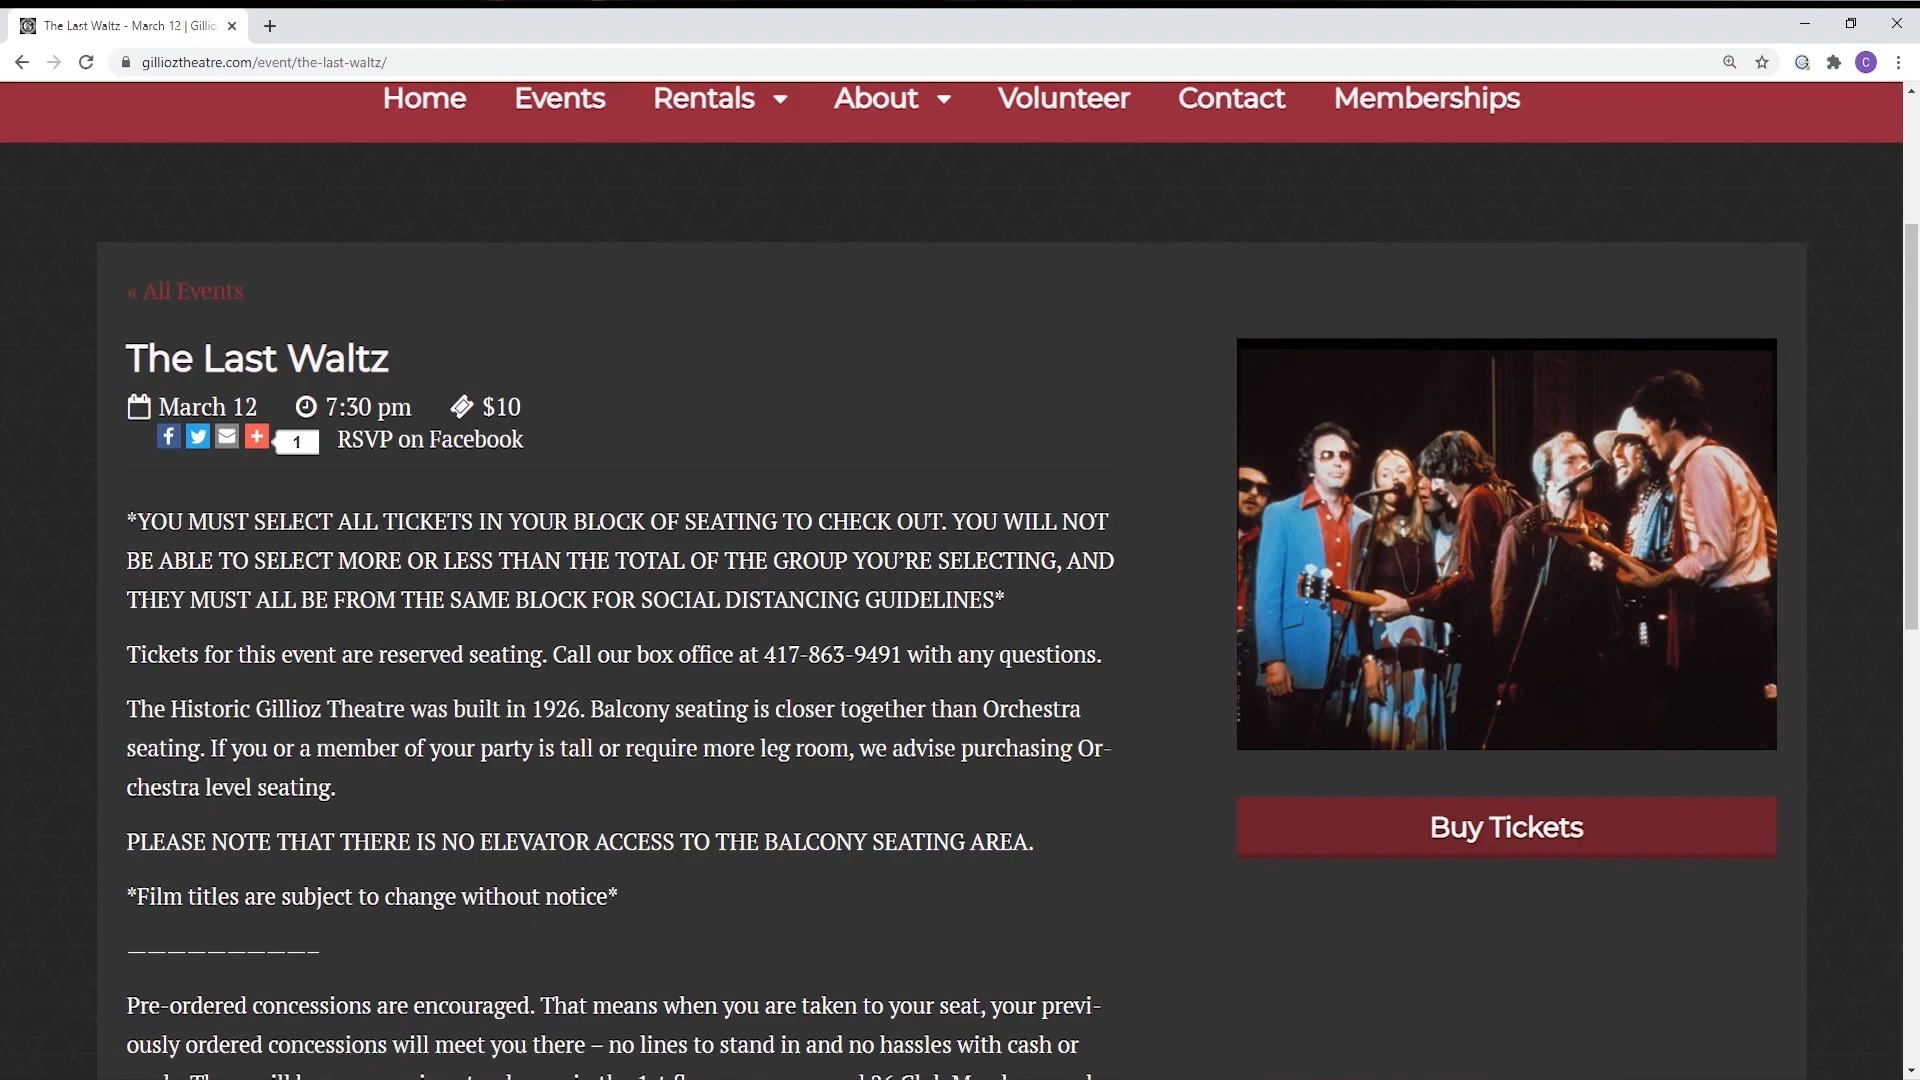 The Last Waltz - March 12 | Gillio
gillioztheatre.com/event/the-last-waltz/
C
Home Events Rentals About Volunteer Contact Memberships
« All Events
The Last Waltz
March 12 7:30 pm $10
1 RSVP on Facebook
*YOU MUST SELECT ALL TICKETS IN YOUR BLOCK OF SEATING TO CHECK OUT. YOU WILL NOT
BE ABLE TO SELECT MORE OR LESS THAN THE TOTAL OF THE GROUP YOU’RE SELECTING, AND
THEY MUST ALL BE FROM THE SAME BLOCK FOR SOCIAL DISTANCING GUIDELINES*
Tickets for this event are reserved seating. Call our box office at 417-863-9491 with any questions.
The Historic Gillioz Theatre was built in 1926. Balcony seating is closer together than Orchestra
seating. If you or a member of your party is tall or require more leg room, we advise purchasing Or-
chestra level seating.
PLEASE NOTE THAT THERE IS NO ELEVATOR ACCESS TO THE BALCONY SEATING AREA.
*Film titles are subject to change without notice*
——————————–
Pre-ordered concessions are encouraged. That means when you are taken to your seat, your previ-
ously ordered concessions will meet you there – no lines to stand in and no hassles with cash or
Buy Tickets